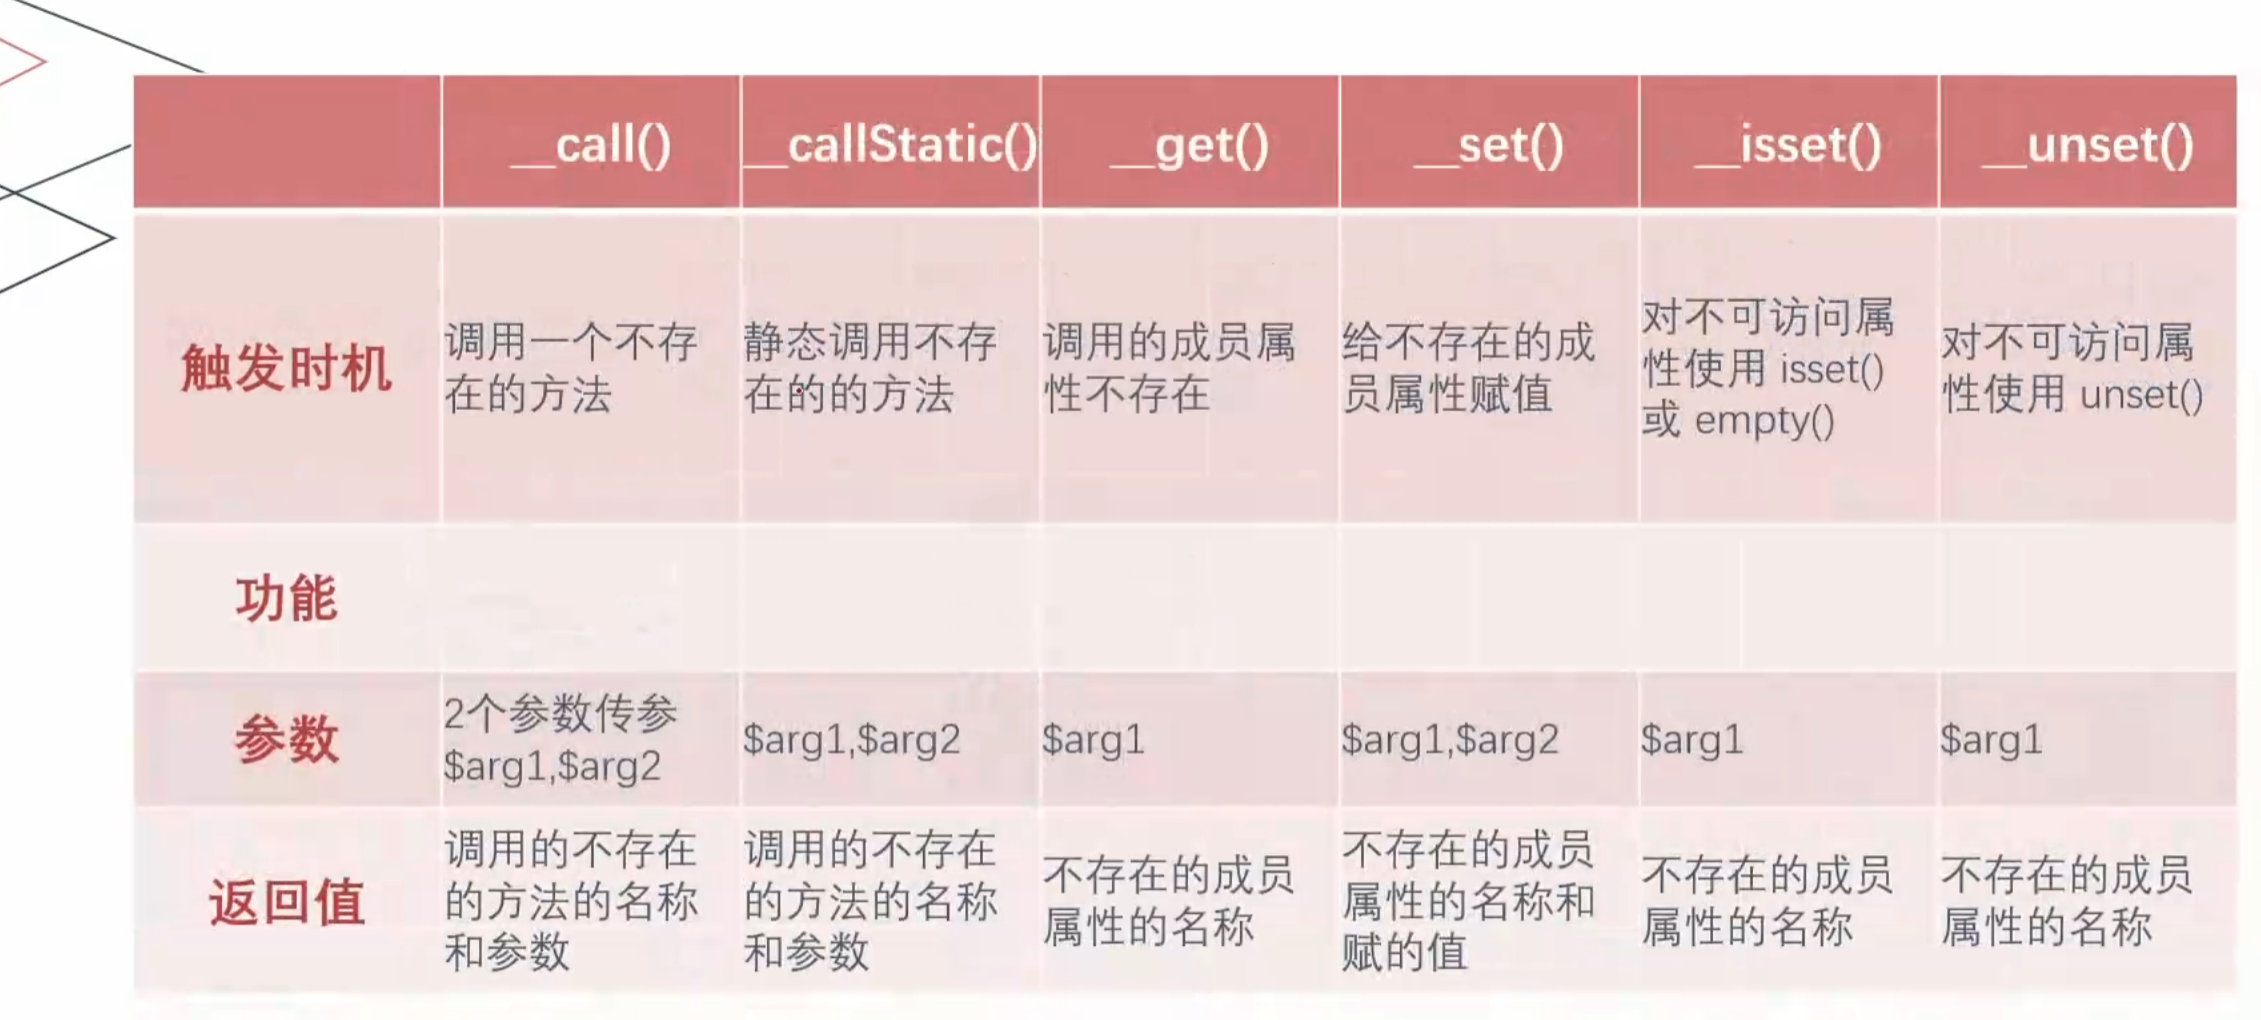 __call()
__callStatic()
__get()
__set()
__isset()
__unset()
触发时机
调用一个不存
在的方法
静态调用不存
在的的方法
调用的成员属
性不存在
给不存在的成
员属性赋值
对不可访问属
性使用 isset()
或 empty()
对不可访问属
性使用 unset()
功能
参数
2个参数传参
$arg1,$arg2
$arg1,$arg2
$arg1
$arg1,$arg2
$arg1
$arg1
返回值
调用的不存在
的方法的名称
和参数
调用的不存在
的方法的名称
和参数
不存在的成员
属性的名称
不存在的成员
属性的名称和
赋的值
不存在的成员
属性的名称
不存在的成员
属性的名称